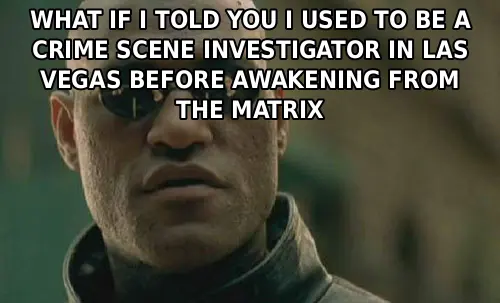 WHAT IF I TOLD YOU I USED TO BE A
CRIME SCENE INVESTIGATOR IN LAS
VEGAS BEFORE AWAKENING FROM
THE MATRIX